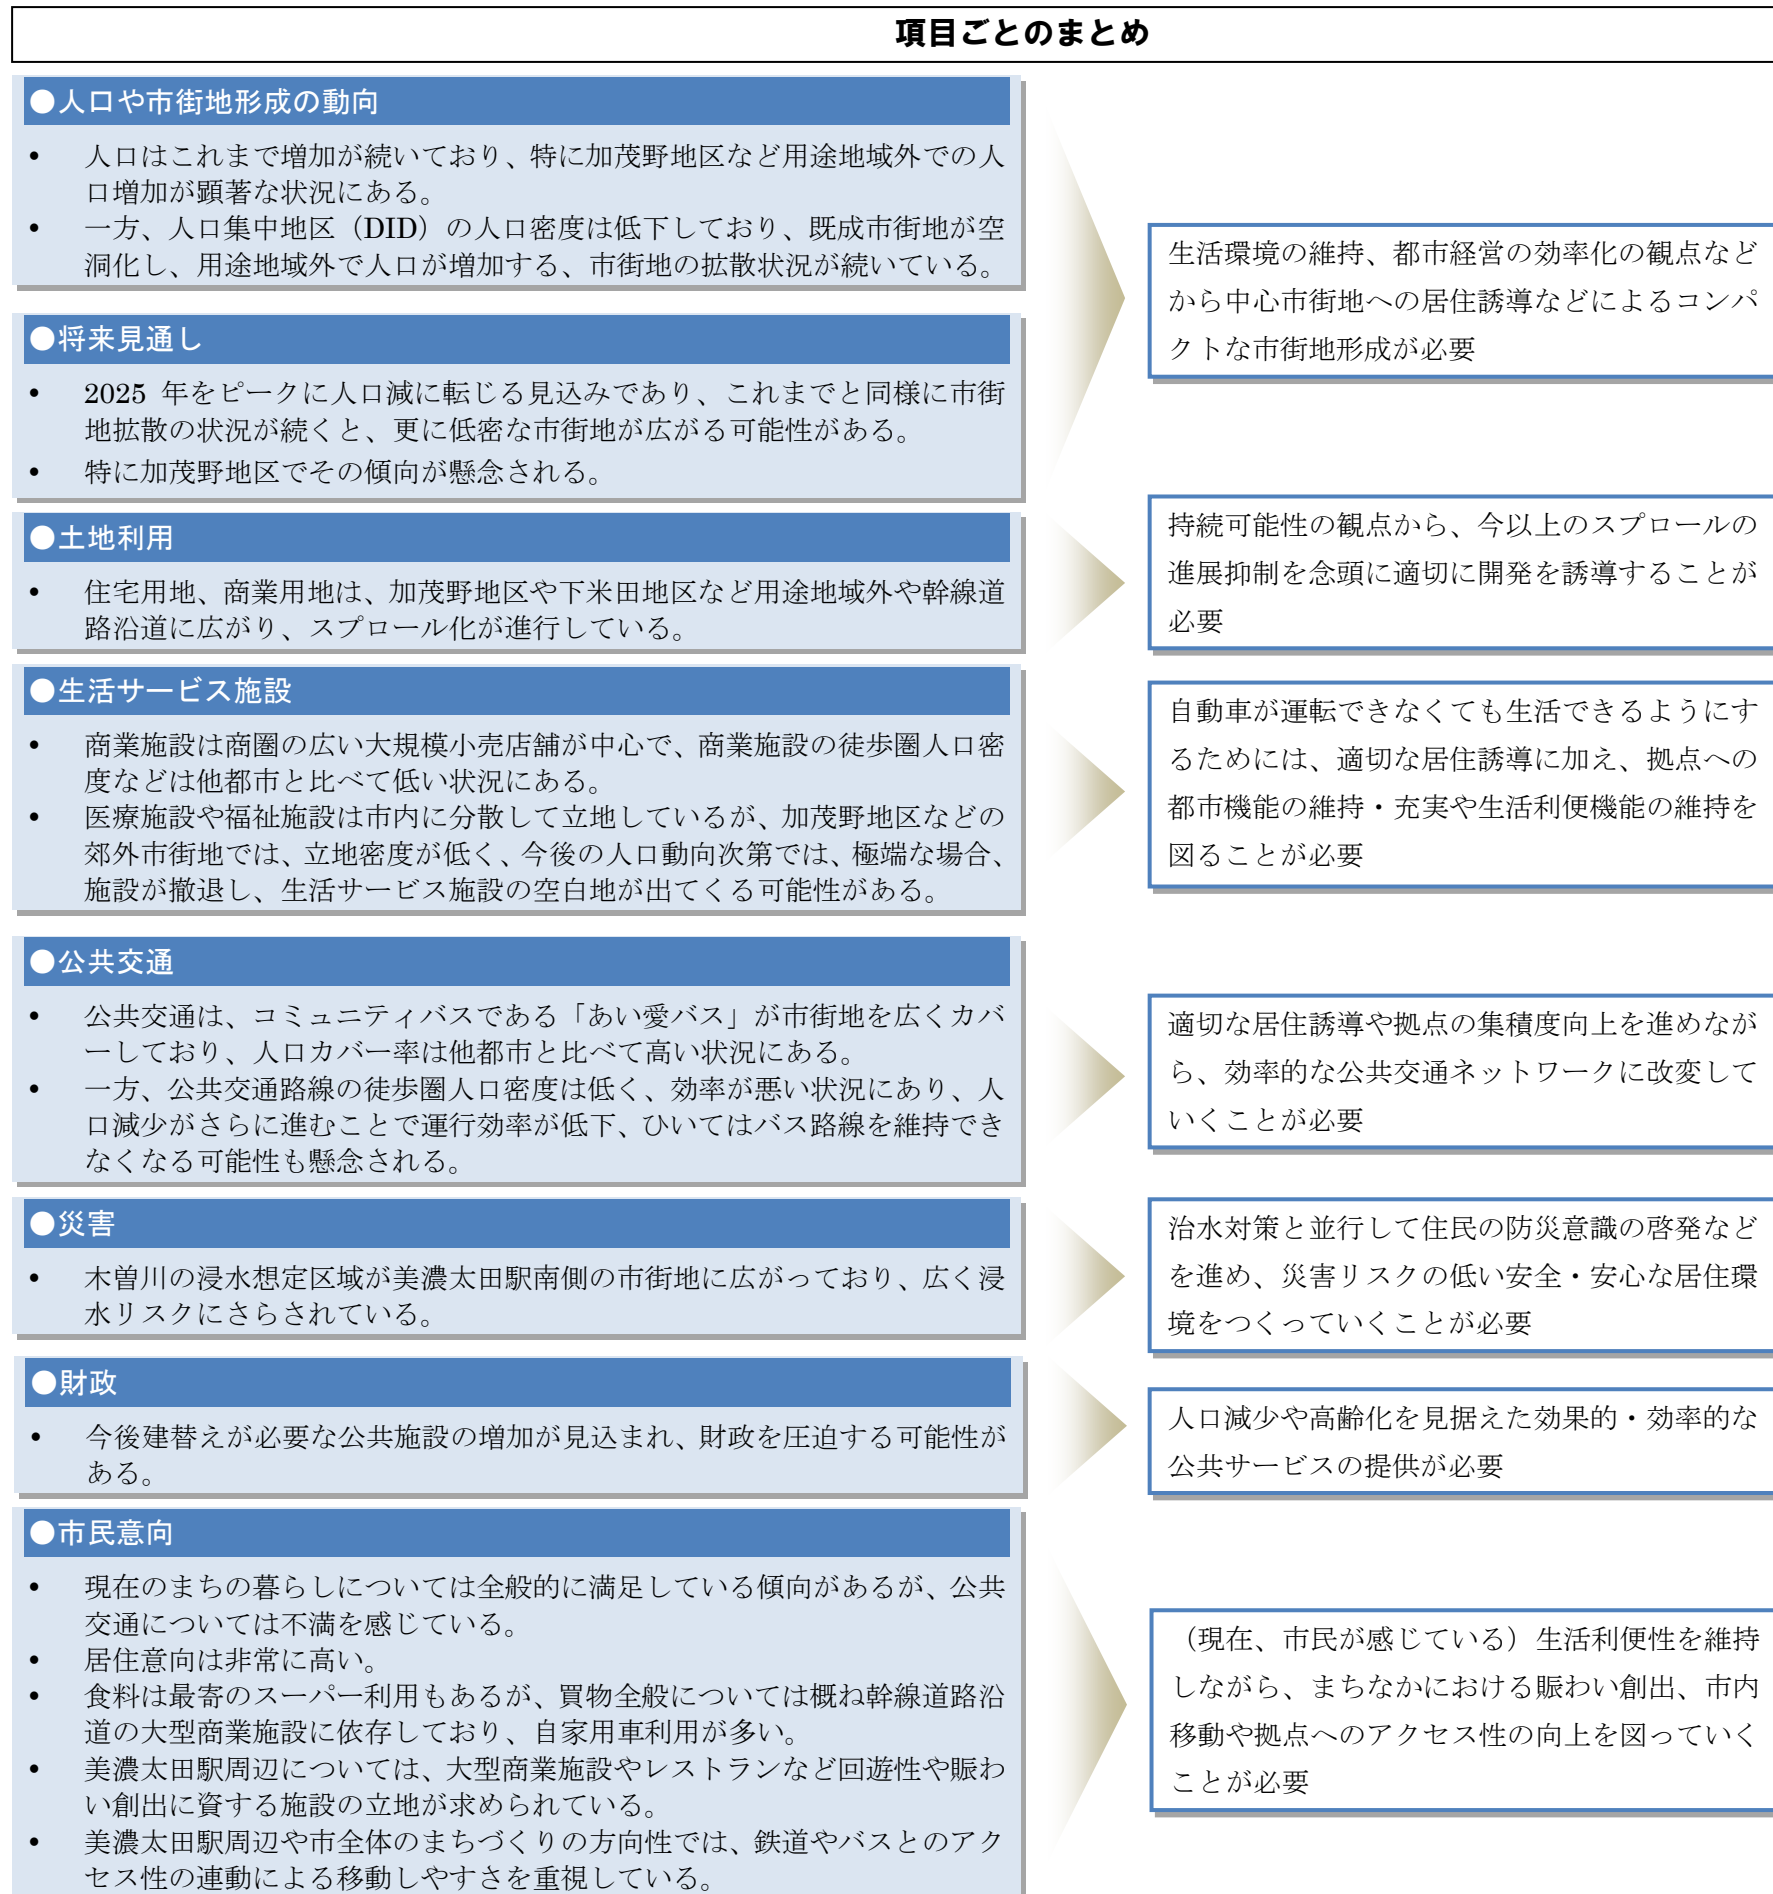 項目ごとのまとめ
●人口や市街地形成の動向
• 人口はこれまで増加が続いており、特に加茂野地区など用途地域外での人
口増加が顕著な状況にある。
• 一方、人口集中地区（DID）の人口密度は低下しており、既成市街地が空
洞化し、用途地域外で人口が増加する、市街地の拡散状況が続いている。
●将来見通し
• 2025 年をピークに人口減に転じる見込みであり、これまでと同様に市街
地拡散の状況が続くと、更に低密な市街地が広がる可能性がある。
• 特に加茂野地区でその傾向が懸念される。
生活環境の維持、都市経営の効率化の観点など
から中心市街地への居住誘導などによるコンパ
クトな市街地形成が必要
●土地利用
• 住宅用地、商業用地は、加茂野地区や下米田地区など用途地域外や幹線道
路沿道に広がり、スプロール化が進行している。
持続可能性の観点から、今以上のスプロールの
進展抑制を念頭に適切に開発を誘導することが
必要
●生活サービス施設
• 商業施設は商圏の広い大規模小売店舗が中心で、商業施設の徒歩圏人口密
度などは他都市と比べて低い状況にある。
• 医療施設や福祉施設は市内に分散して立地しているが、加茂野地区などの
郊外市街地では、立地密度が低く、今後の人口動向次第では、極端な場合、
施設が撤退し、生活サービス施設の空白地が出てくる可能性がある。
自動車が運転できなくても生活できるようにす
るためには、適切な居住誘導に加え、拠点への
都市機能の維持・充実や生活利便機能の維持を
図ることが必要
●公共交通
• 公共交通は、コミュニティバスである「あい愛バス」が市街地を広くカバ
ーしており、人口カバー率は他都市と比べて高い状況にある。
• 一方、公共交通路線の徒歩圏人口密度は低く、効率が悪い状況にあり、人
口減少がさらに進むことで運行効率が低下、ひいてはバス路線を維持でき
なくなる可能性も懸念される。
適切な居住誘導や拠点の集積度向上を進めなが
ら、効率的な公共交通ネットワークに改変して
いくことが必要
●災害
• 木曽川の浸水想定区域が美濃太田駅南側の市街地に広がっており、広く浸
水リスクにさらされている。
治水対策と並行して住民の防災意識の啓発など
を進め、災害リスクの低い安全・安心な居住環
境をつくっていくことが必要
●財政
• 今後建替えが必要な公共施設の増加が見込まれ、財政を圧迫する可能性が
ある。
人口減少や高齢化を見据えた効果的・効率的な
公共サービスの提供が必要
●市民意向
• 現在のまちの暮らしについては全般的に満足している傾向があるが、公共
交通については不満を感じている。
• 居住意向は非常に高い。
• 食料は最寄のスーパー利用もあるが、買物全般については概ね幹線道路沿
道の大型商業施設に依存しており、自家用車利用が多い。
• 美濃太田駅周辺については、大型商業施設やレストランなど回遊性や賑わ
い創出に資する施設の立地が求められている。
• 美濃太田駅周辺や市全体のまちづくりの方向性では、鉄道やバスとのアク
セス性の連動による移動しやすさを重視している。
（現在、市民が感じている）生活利便性を維持
しながら、まちなかにおける賑わい創出、市内
移動や拠点へのアクセス性の向上を図っていく
ことが必要